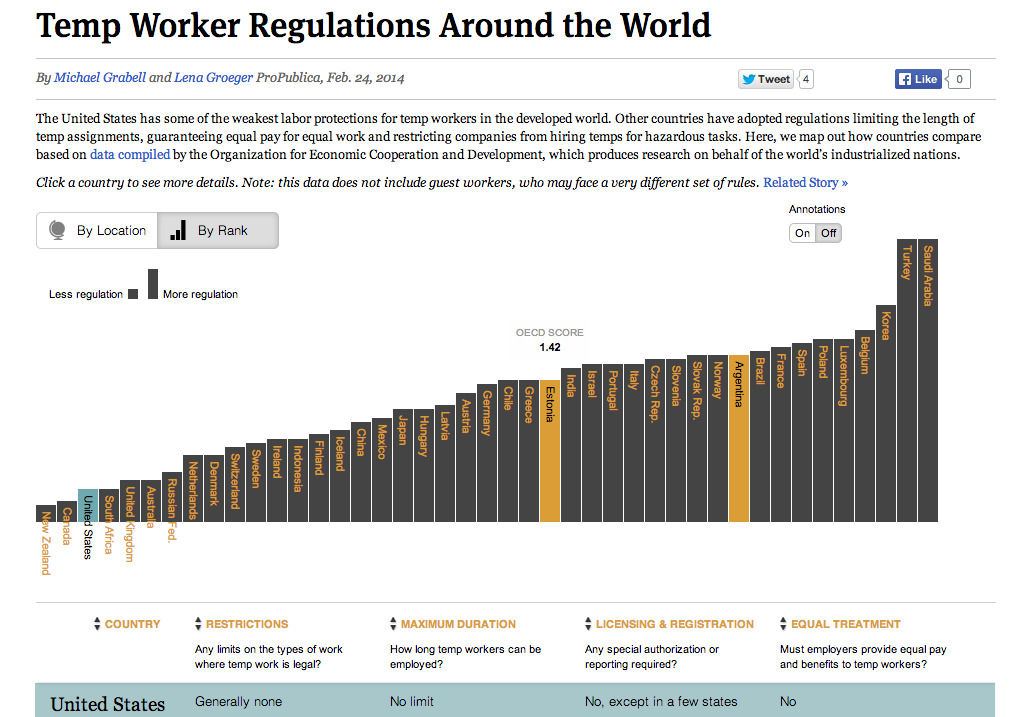 Temp Worker Regulations Around the World
By Michael Grabell and Lena Groeger ProPublica, Feb. 24, 2014
Tweet 4
Like 0
The United States has some of the weakest labor protections for temp workers in the developed world. Other countries have adopted regulations limiting the length of
temp assignments, guaranteeing equal pay for equal work and restricting companies from hiring temps for hazardous tasks. Here, we map out how countries compare
based on data compiled by the Organization for Economic Cooperation and Development, which produces research on behalf of the world's industrialized nations.
Click a country to see more details. Note: this data does not include guest workers, who may face a very different set of rules. Related Story »
Annotations
On Off
By Location By Rank
Less regulation More regulation
OECD SCORE
1.42
New Zealand
Canada
United States
South Africa
United Kingdom
Australia
Russian Fed.
Netherlands
Denmark
Switzerland
Sweden
Ireland
Indonesia
Finland
Iceland
China
Mexico
Japan
Hungary
Latvia
Austria
Germany
Chile
Greece
Estonia
India
Israel
Portugal
Italy
Czech Rep.
Slovenia
Slovak Rep.
Norway
Argentina
Brazil
France
Spain
Poland
Luxembourg
Belgium
Korea
Turkey
Saudi Arabia
COUNTRY RESTRICTIONS MAXIMUM DURATION LICENSING & REGISTRATION EQUAL TREATMENT
Any limits on the types of work How long temp workers can be Any special authorization or Must employers provide equal pay
where temp work is legal? employed? reporting required? and benefits to temp workers?
United States Generally none No limit No, except in a few states No